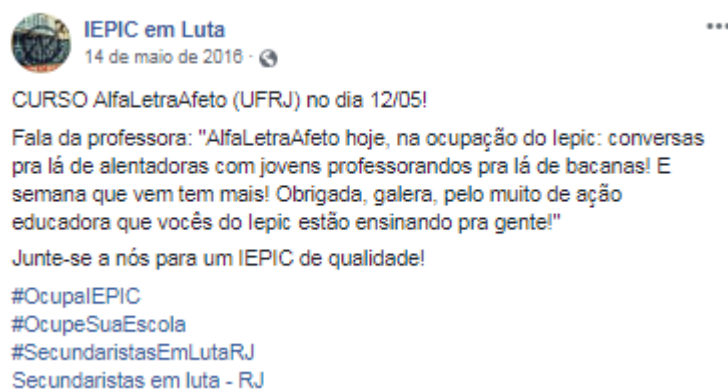 IEPIC em Luta
14 de maio de 2016 ·
CURSO AlfaLetraAfeto (UFRJ) no dia 12/05!
Fala da professora: "AlfaLetraAfeto hoje, na ocupação do Iepic: conversas
pra lá de alentadoras com jovens professorandos pra lá de bacanas! E
semana que vem tem mais! Obrigada, galera, pelo muito de ação
educadora que vocês do Iepic estão ensinando pra gente!"
Junte-se a nós para um IEPIC de qualidade!
#OcupaIEPIC
#OcupeSuaEscola
#SecundaristasEmLutaRJ
Secundaristas em luta - RJ